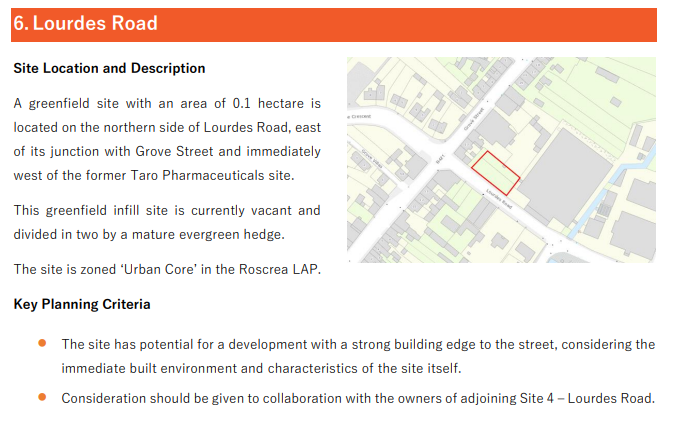 6. Lourdes Road
Site Location and Description
A greenfield site with an area of 0.1 hectare is
located on the northern side of Lourdes Road, east
of its junction with Grove Street and immediately
west of the former Taro Pharmaceuticals site.
This greenfield infill site is currently vacant and
divided in two by a mature evergreen hedge.
The site is zoned ‘Urban Core’ in the Roscrea LAP.
e Crescent
Grove Street
Grove Street
Lourdes Road
Key Planning Criteria
The site has potential for a development with a strong building edge to the street, considering the
immediate built environment and characteristics of the site itself.
Consideration should be given to collaboration with the owners of adjoining Site 4 – Lourdes Road.